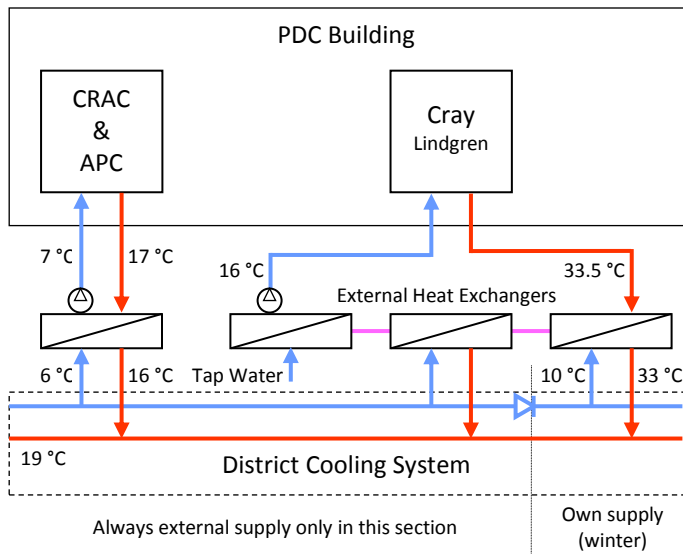 PDC Building
CRAC
&
APC
Cray
Lindgren
7 °C
17 °C
16 °C
33.5 °C
External Heat Exchangers
6 °C
16 °C
Tap Water
10 °C
33 °C
19 °C
District Cooling System
Always external supply only in this section
Own supply
(winter)